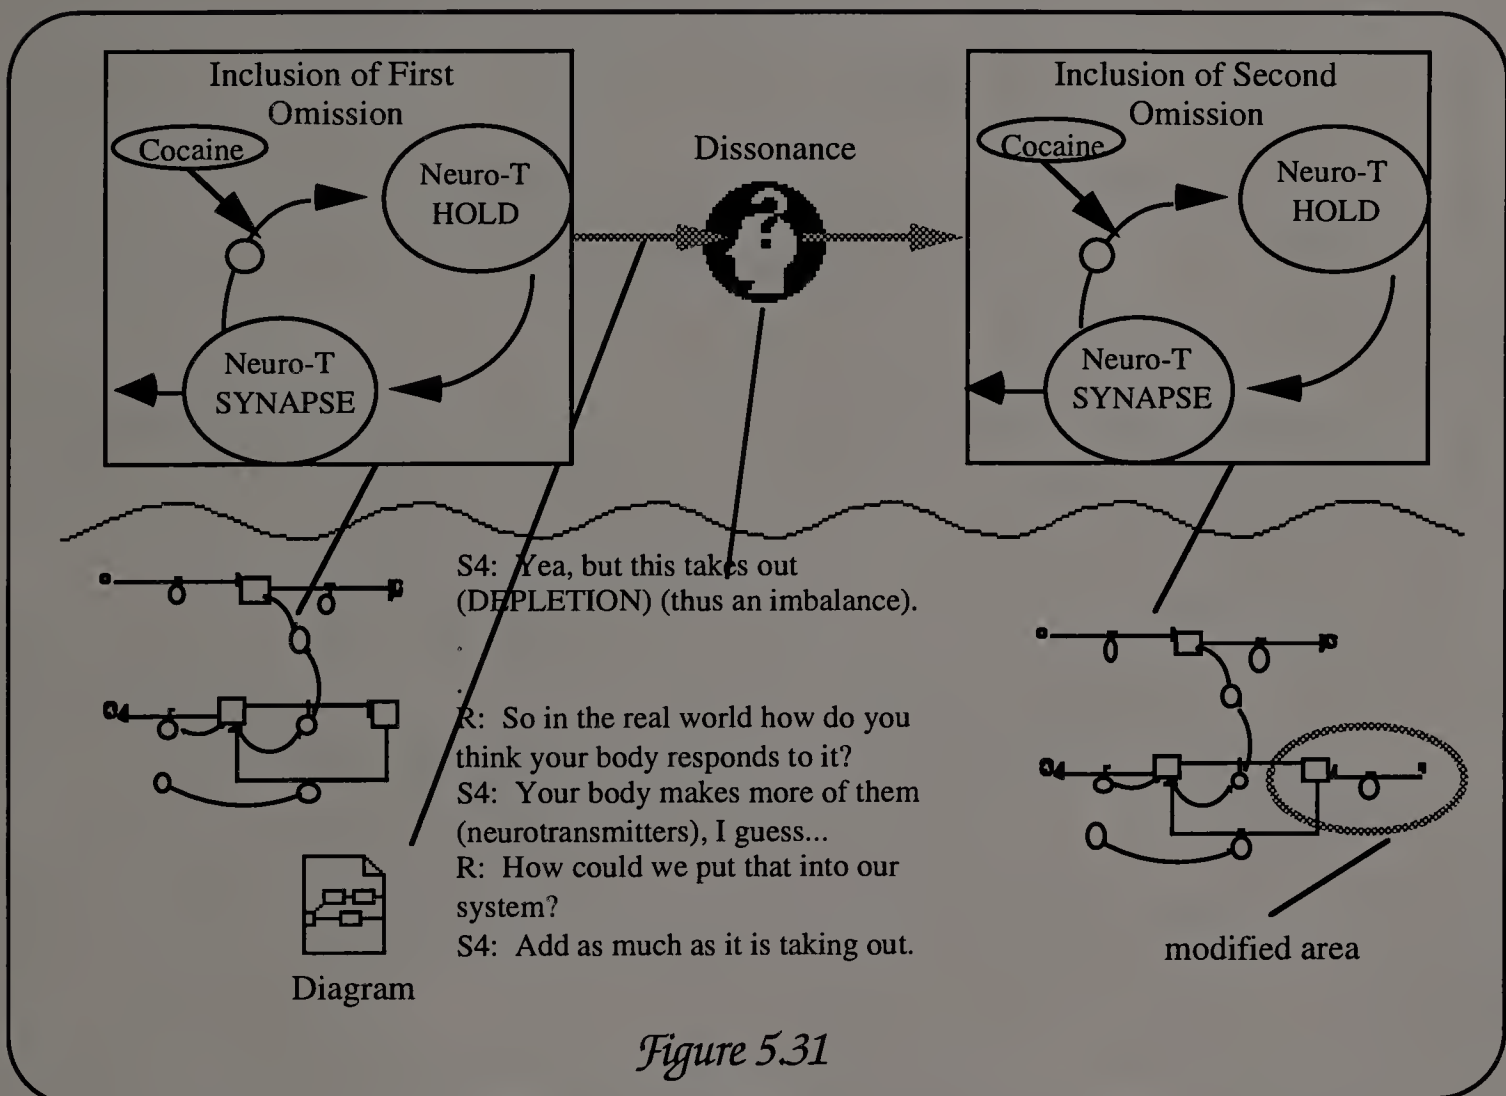 Inclusion of First
Omission
Cocaine
Neuro-T
HOLD
Neuro-T
SYNAPSE
Dissonance
?
Inclusion of Second
Omission
Cocaine
Neuro-T
HOLD
Neuro-T
SYNAPSE
S4: Yea, but this takes out
(DEPLETION) (thus an imbalance).
.
.
R: So in the real world how do you
think your body responds to it?
S4: Your body makes more of them
(neurotransmitters), I guess...
R: How could we put that into our
system?
S4: Add as much as it is taking out.
Diagram
modified area
Figure 5.31